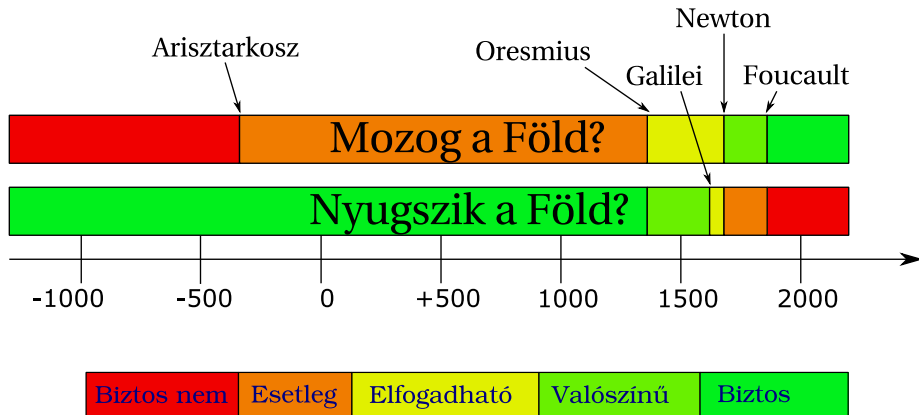 Newton
Arisztarkosz
Oresmius
Galilei
Foucault
Mozog a Föld?
Nyugszik a Föld?
-1000 -500 0 +500 1000 1500 2000
Biztos nem Esetleg Elfogadható Valószínű Biztos